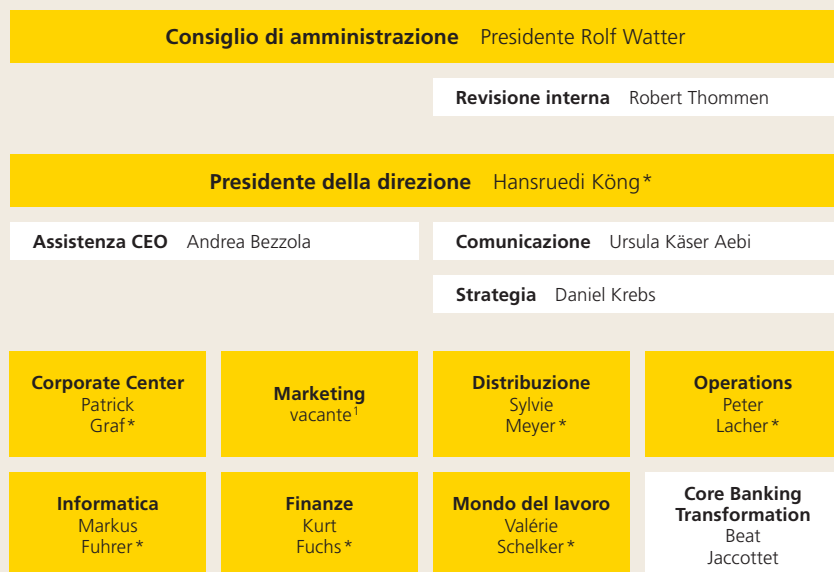 Consiglio di amministrazione Presidente Rolf Watter
Revisione interna Robert Thommen
Presidente della direzione Hansruedi Köng*
Assistenza CEO Andrea Bezzola
Comunicazione Ursula Käser Aebi
Strategia Daniel Krebs
Corporate Center
Patrick
Graf*
Marketing
vacante¹
Distribuzione
Sylvie
Meyer*
Operations
Peter
Lacher*
Informatica
Markus
Fuhrer*
Finanze
Kurt
Fuchs*
Mondo del lavoro
Valérie
Schelker*
Core Banking
Transformation
Beat
Jaccottet